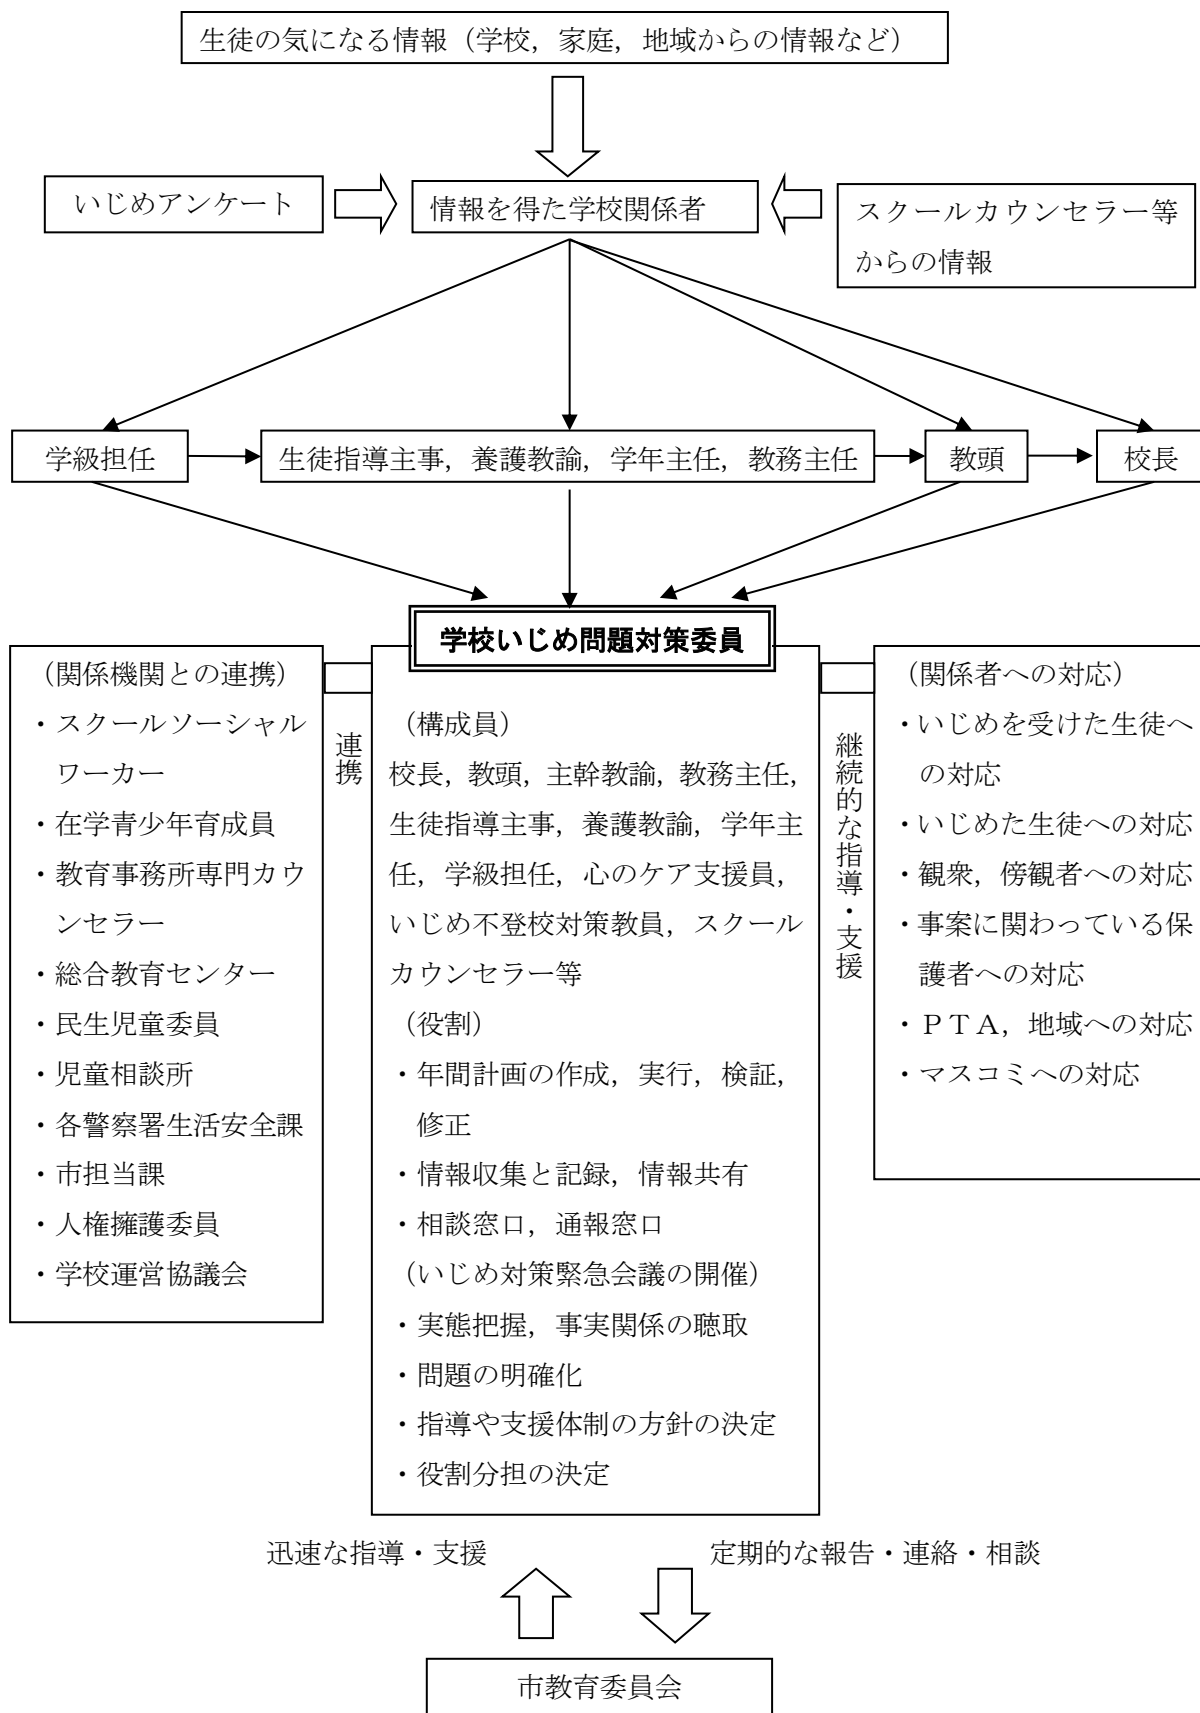 生徒の気になる情報（学校，家庭，地域からの情報など）
いじめアンケート
情報を得た学校関係者
スクールカウンセラー等
からの情報
学級担任
生徒指導主事，養護教諭，学年主任，教務主任
教頭
校長
学校いじめ問題対策委員
（関係機関との連携）
・スクールソーシャル
ワーカー
・在学青少年育成員
・教育事務所専門カウ
ンセラー
・総合教育センター
・民生児童委員
・児童相談所
・各警察署生活安全課
・市担当課
・人権擁護委員
・学校運営協議会
連携
（構成員）
校長，教頭，主幹教諭，教務主任，
生徒指導主事，養護教諭，学年主
任，学級担任，心のケア支援員，
いじめ不登校対策教員，スクール
カウンセラー等
（役割）
・年間計画の作成，実行，検証，
修正
・情報収集と記録，情報共有
・相談窓口，通報窓口
（いじめ対策緊急会議の開催）
・実態把握，事実関係の聴取
・問題の明確化
・指導や支援体制の方針の決定
・役割分担の決定
継続的な指導・支援
（関係者への対応）
・いじめを受けた生徒へ
の対応
・いじめた生徒への対応
・観衆，傍観者への対応
・事案に関わっている保
護者への対応
・ＰＴＡ，地域への対応
・マスコミへの対応
迅速な指導・支援
定期的な報告・連絡・相談
市教育委員会